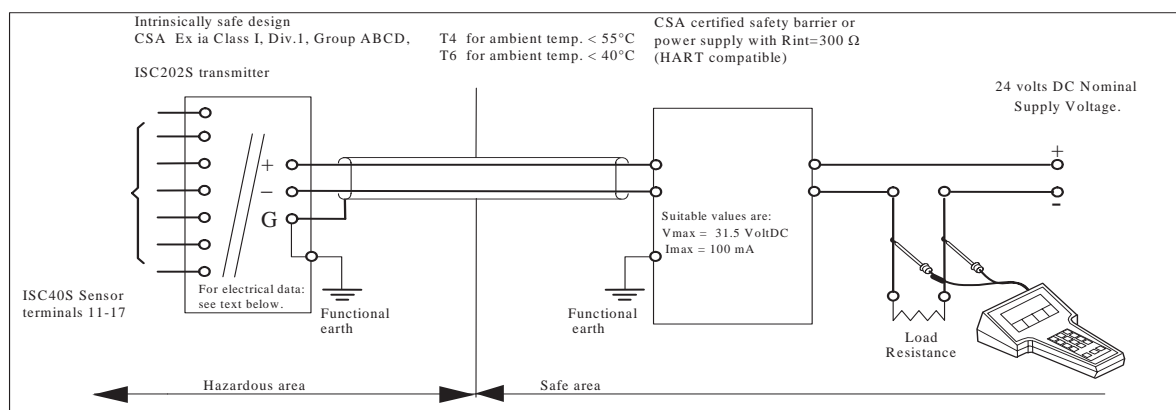 Intrinsically safe design
CSA Ex ia Class I, Div.1, Group ABCD,
T4 for ambient temp. < 55°C
T6 for ambient temp. < 40°C
CSA certified safety barrier or
power supply with Rint=300 Ω
(HART compatible)
ISC202S transmitter
24 volts DC Nominal
Supply Voltage.
+
−
G
+
-
Suitable values are:
Vmax = 31.5 VoltDC
Imax = 100 mA
For electrical data:
see text below.
ISC40S Sensor
terminals 11-17
Functional
earth
Functional
earth
Load
Resistance
Hazardous area
Safe area